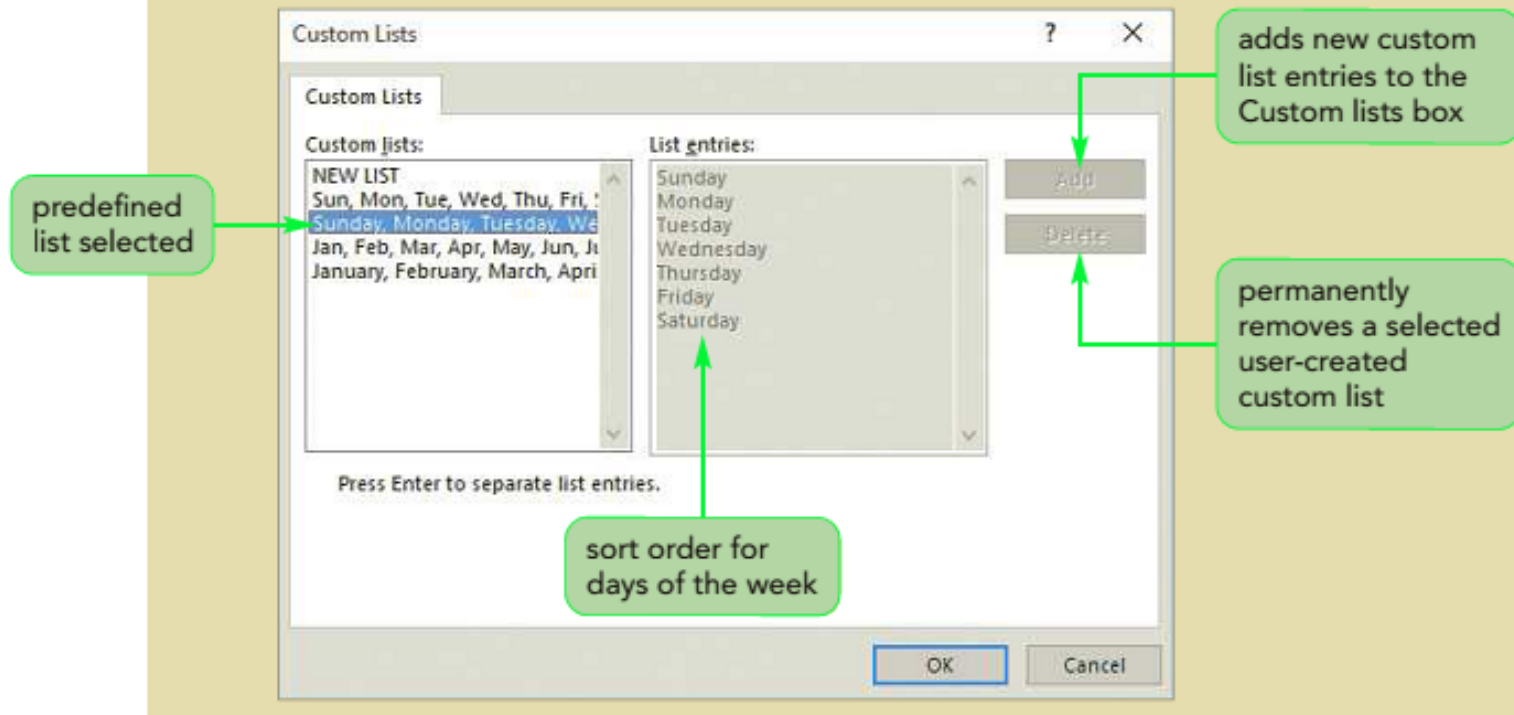 Custom Lists
?
Custom Lists
Custom lists:
NEW LIST
Sun, Mon, Tue, Wed, Thu, Fri, S
Sunday, Monday, Tuesday, We
Jan, Feb, Mar, Apr, May, Jun, Ju
January, February, March, Apri
List entries:
Sunday
Monday
Tuesday
Wednesday
Thursday
Friday
Saturday
Add
Delete
Press Enter to separate list entries.
OK
Cancel
predefined
list selected
adds new custom
list entries to the
Custom lists box
permanently
removes a selected
user-created
custom list
sort order for
days of the week